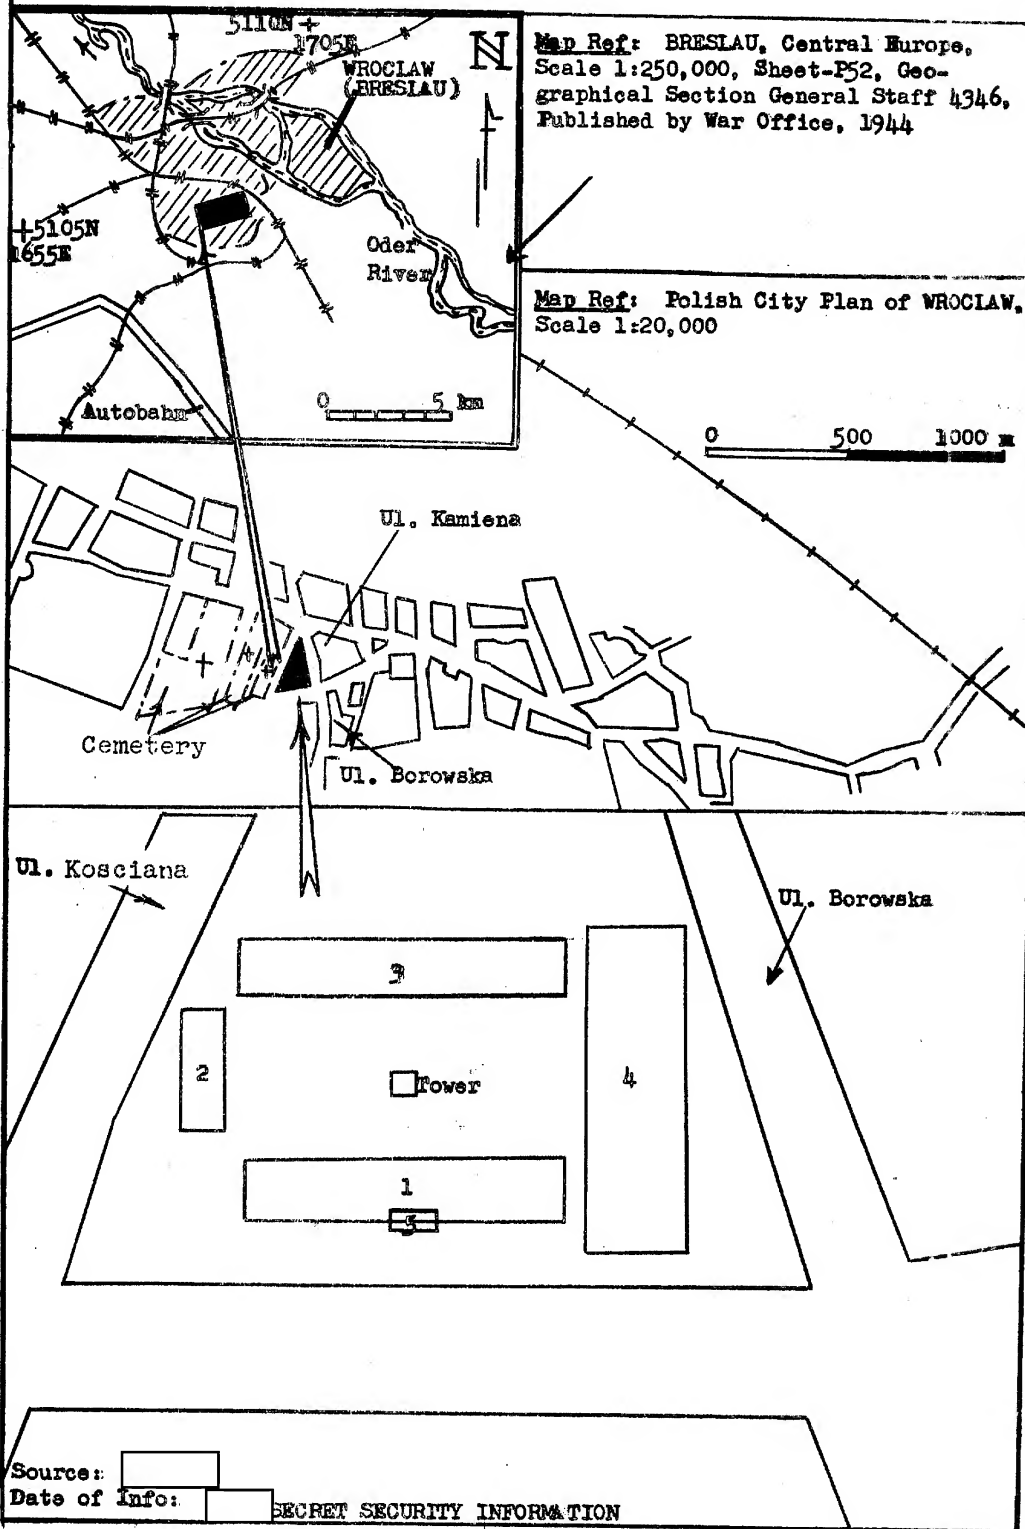 5110N +
1705E
WROCLAW
(BRESLAU)
N
+5105N
1655E
Oder
River
Autobahn
0 5 km
Map Ref: BRESLAU, Central Europe,
Scale 1:250,000, Sheet-P52, Geo-
graphical Section General Staff 4346,
Published by War Office, 1944
Map Ref: Polish City Plan of WROCLAW,
Scale 1:20,000
0 500 1000 m
Ul. Kamiena
Cemetery
Ul. Borowska
Ul. Kosciana
Ul. Borowska
3
2
Tower
4
1
5
Source:
Date of Info:
SECRET SECURITY INFORMATION